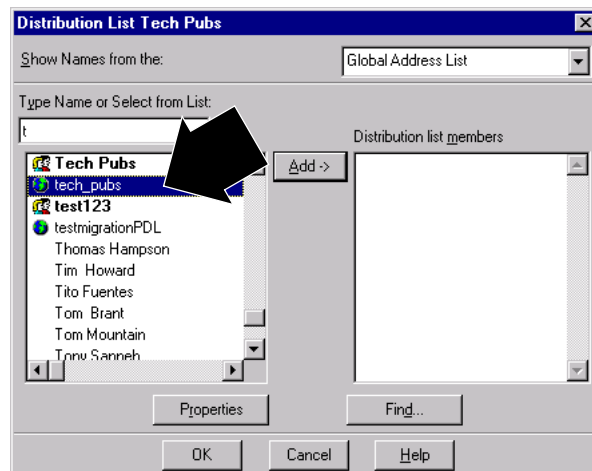 Distribution List Tech Pubs
Show Names from the:
Global Address List
Type Name or Select from List:
t
Distribution list members
Tech Pubs
Add ->
tech_pubs
test123
testmigrationPDL
Thomas Hampson
Tim Howard
Tito Fuentes
Tom Brant
Tom Mountain
Tony Sanneh
Properties
Find...
OK
Cancel
Help